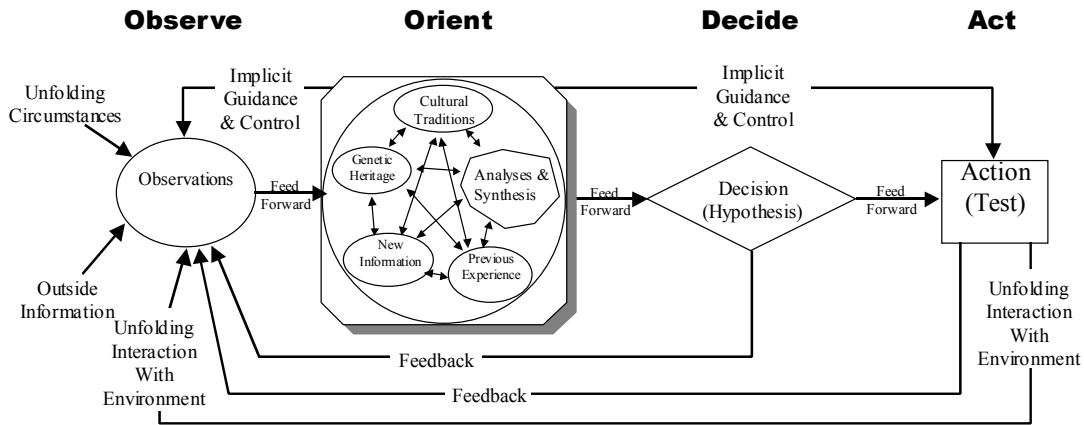 Observe
Orient
Decide
Act
Unfolding
Circumstances
Observations
Outside
Information
Implicit
Guidance
& Control
Feed
Forward
Cultural
Traditions
Genetic
Heritage
Analyses &
Synthesis
New
Information
Previous
Experience
Feed
Forward
Implicit
Guidance
& Control
Decision
(Hypothesis)
Feed
Forward
Action
(Test)
Unfolding
Interaction
With
Environment
Feedback
Feedback
Unfolding
Interaction
With
Environment